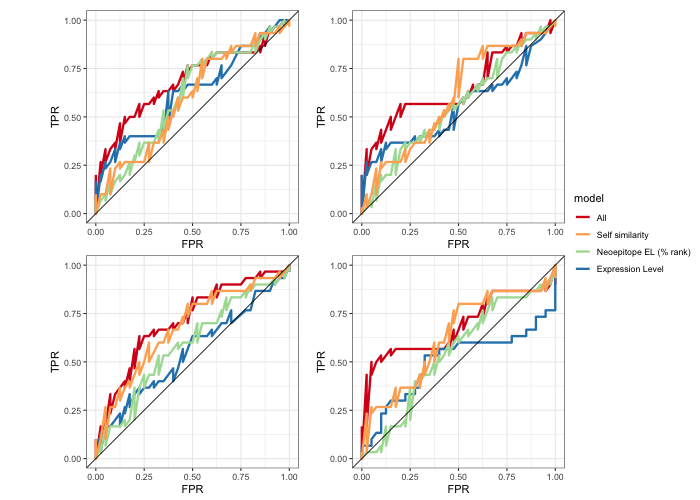 1.00
0.75
0.50
0.25
0.00
TPR
0.00 0.25 0.50 0.75 1.00
FPR
1.00
0.75
0.50
0.25
0.00
TPR
0.00 0.25 0.50 0.75 1.00
FPR
model
All
Self similarity
Neoepitope EL (% rank)
Expression Level
1.00
0.75
0.50
0.25
0.00
TPR
0.00 0.25 0.50 0.75 1.00
FPR
1.00
0.75
0.50
0.25
0.00
TPR
0.00 0.25 0.50 0.75 1.00
FPR